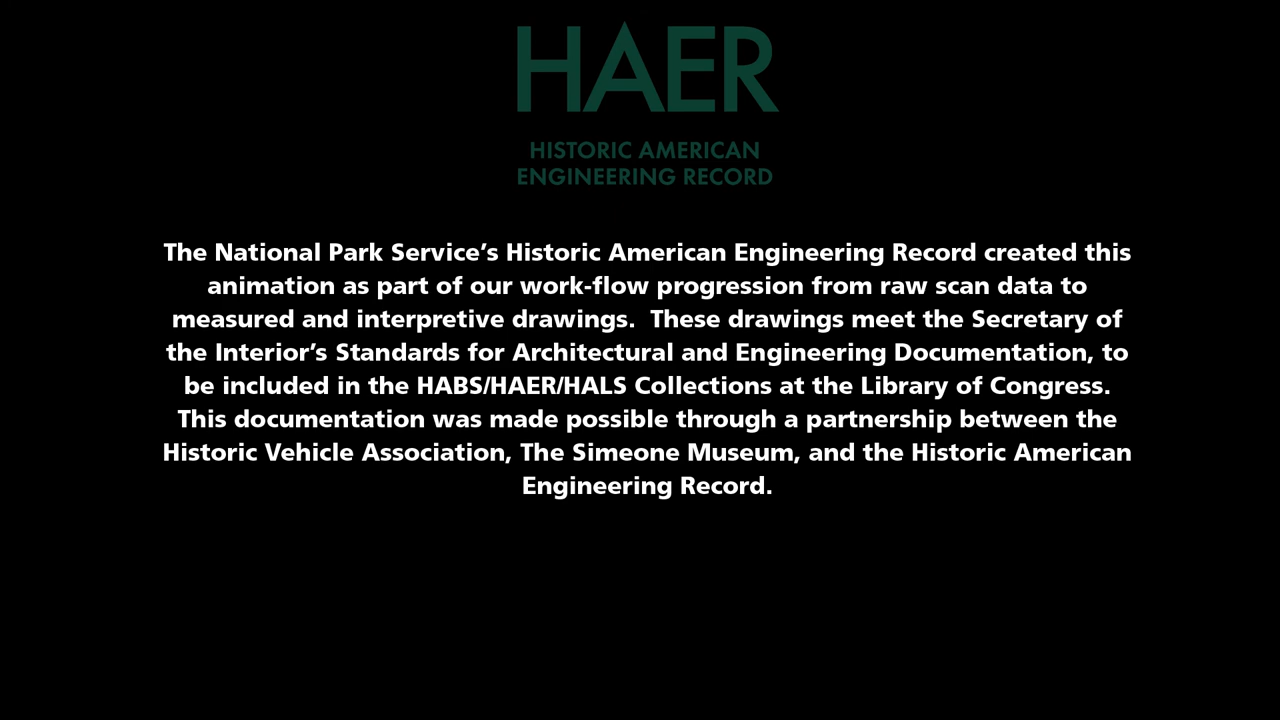 HAER
HISTORIC AMERICAN
ENGINEERING RECORD
The National Park Service’s Historic American Engineering Record created this
animation as part of our work-flow progression from raw scan data to
measured and interpretive drawings.  These drawings meet the Secretary of
the Interior’s Standards for Architectural and Engineering Documentation, to
be included in the HABS/HAER/HALS Collections at the Library of Congress.
This documentation was made possible through a partnership between the
Historic Vehicle Association, The Simeone Museum, and the Historic American
Engineering Record.